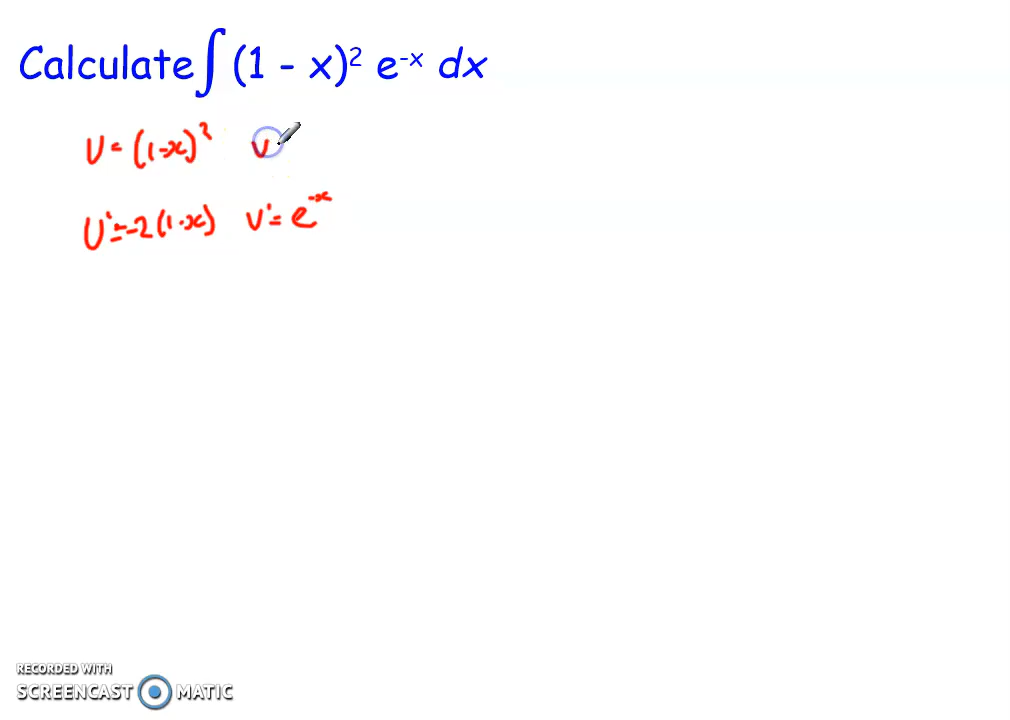 Calculate ∫ (1 - x)² e⁻ˣ dx
U = (1-x)² V
U' = -2(1-x) V' = e⁻ˣ
RECORDED WITH
SCREENCAST MATIC